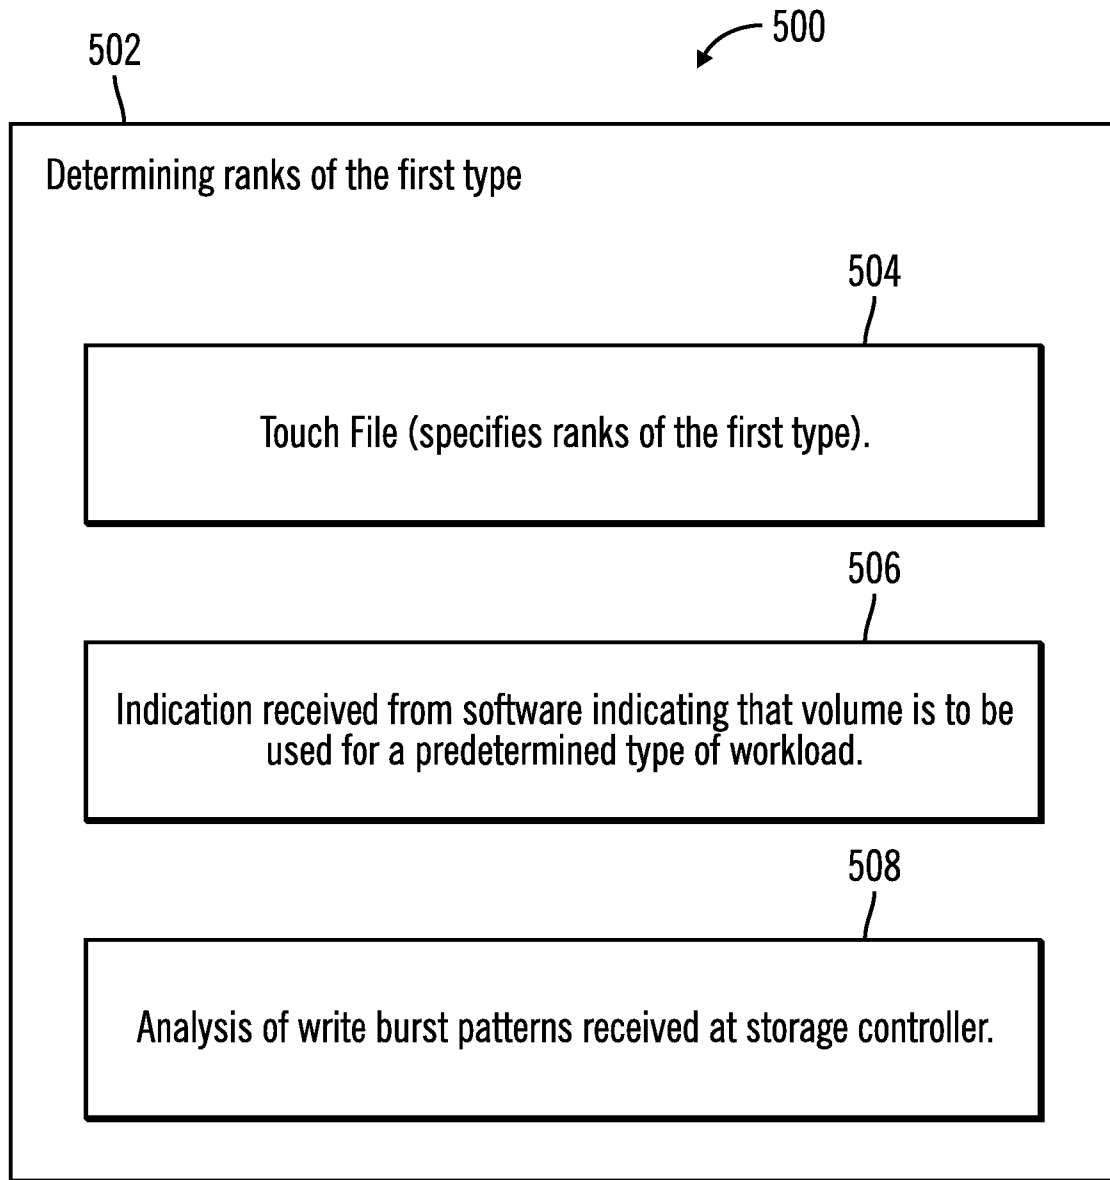 500
502
Determining ranks of the first type
504
Touch File (specifies ranks of the first type).
506
Indication received from software indicating that volume is to be
used for a predetermined type of workload.
508
Analysis of write burst patterns received at storage controller.